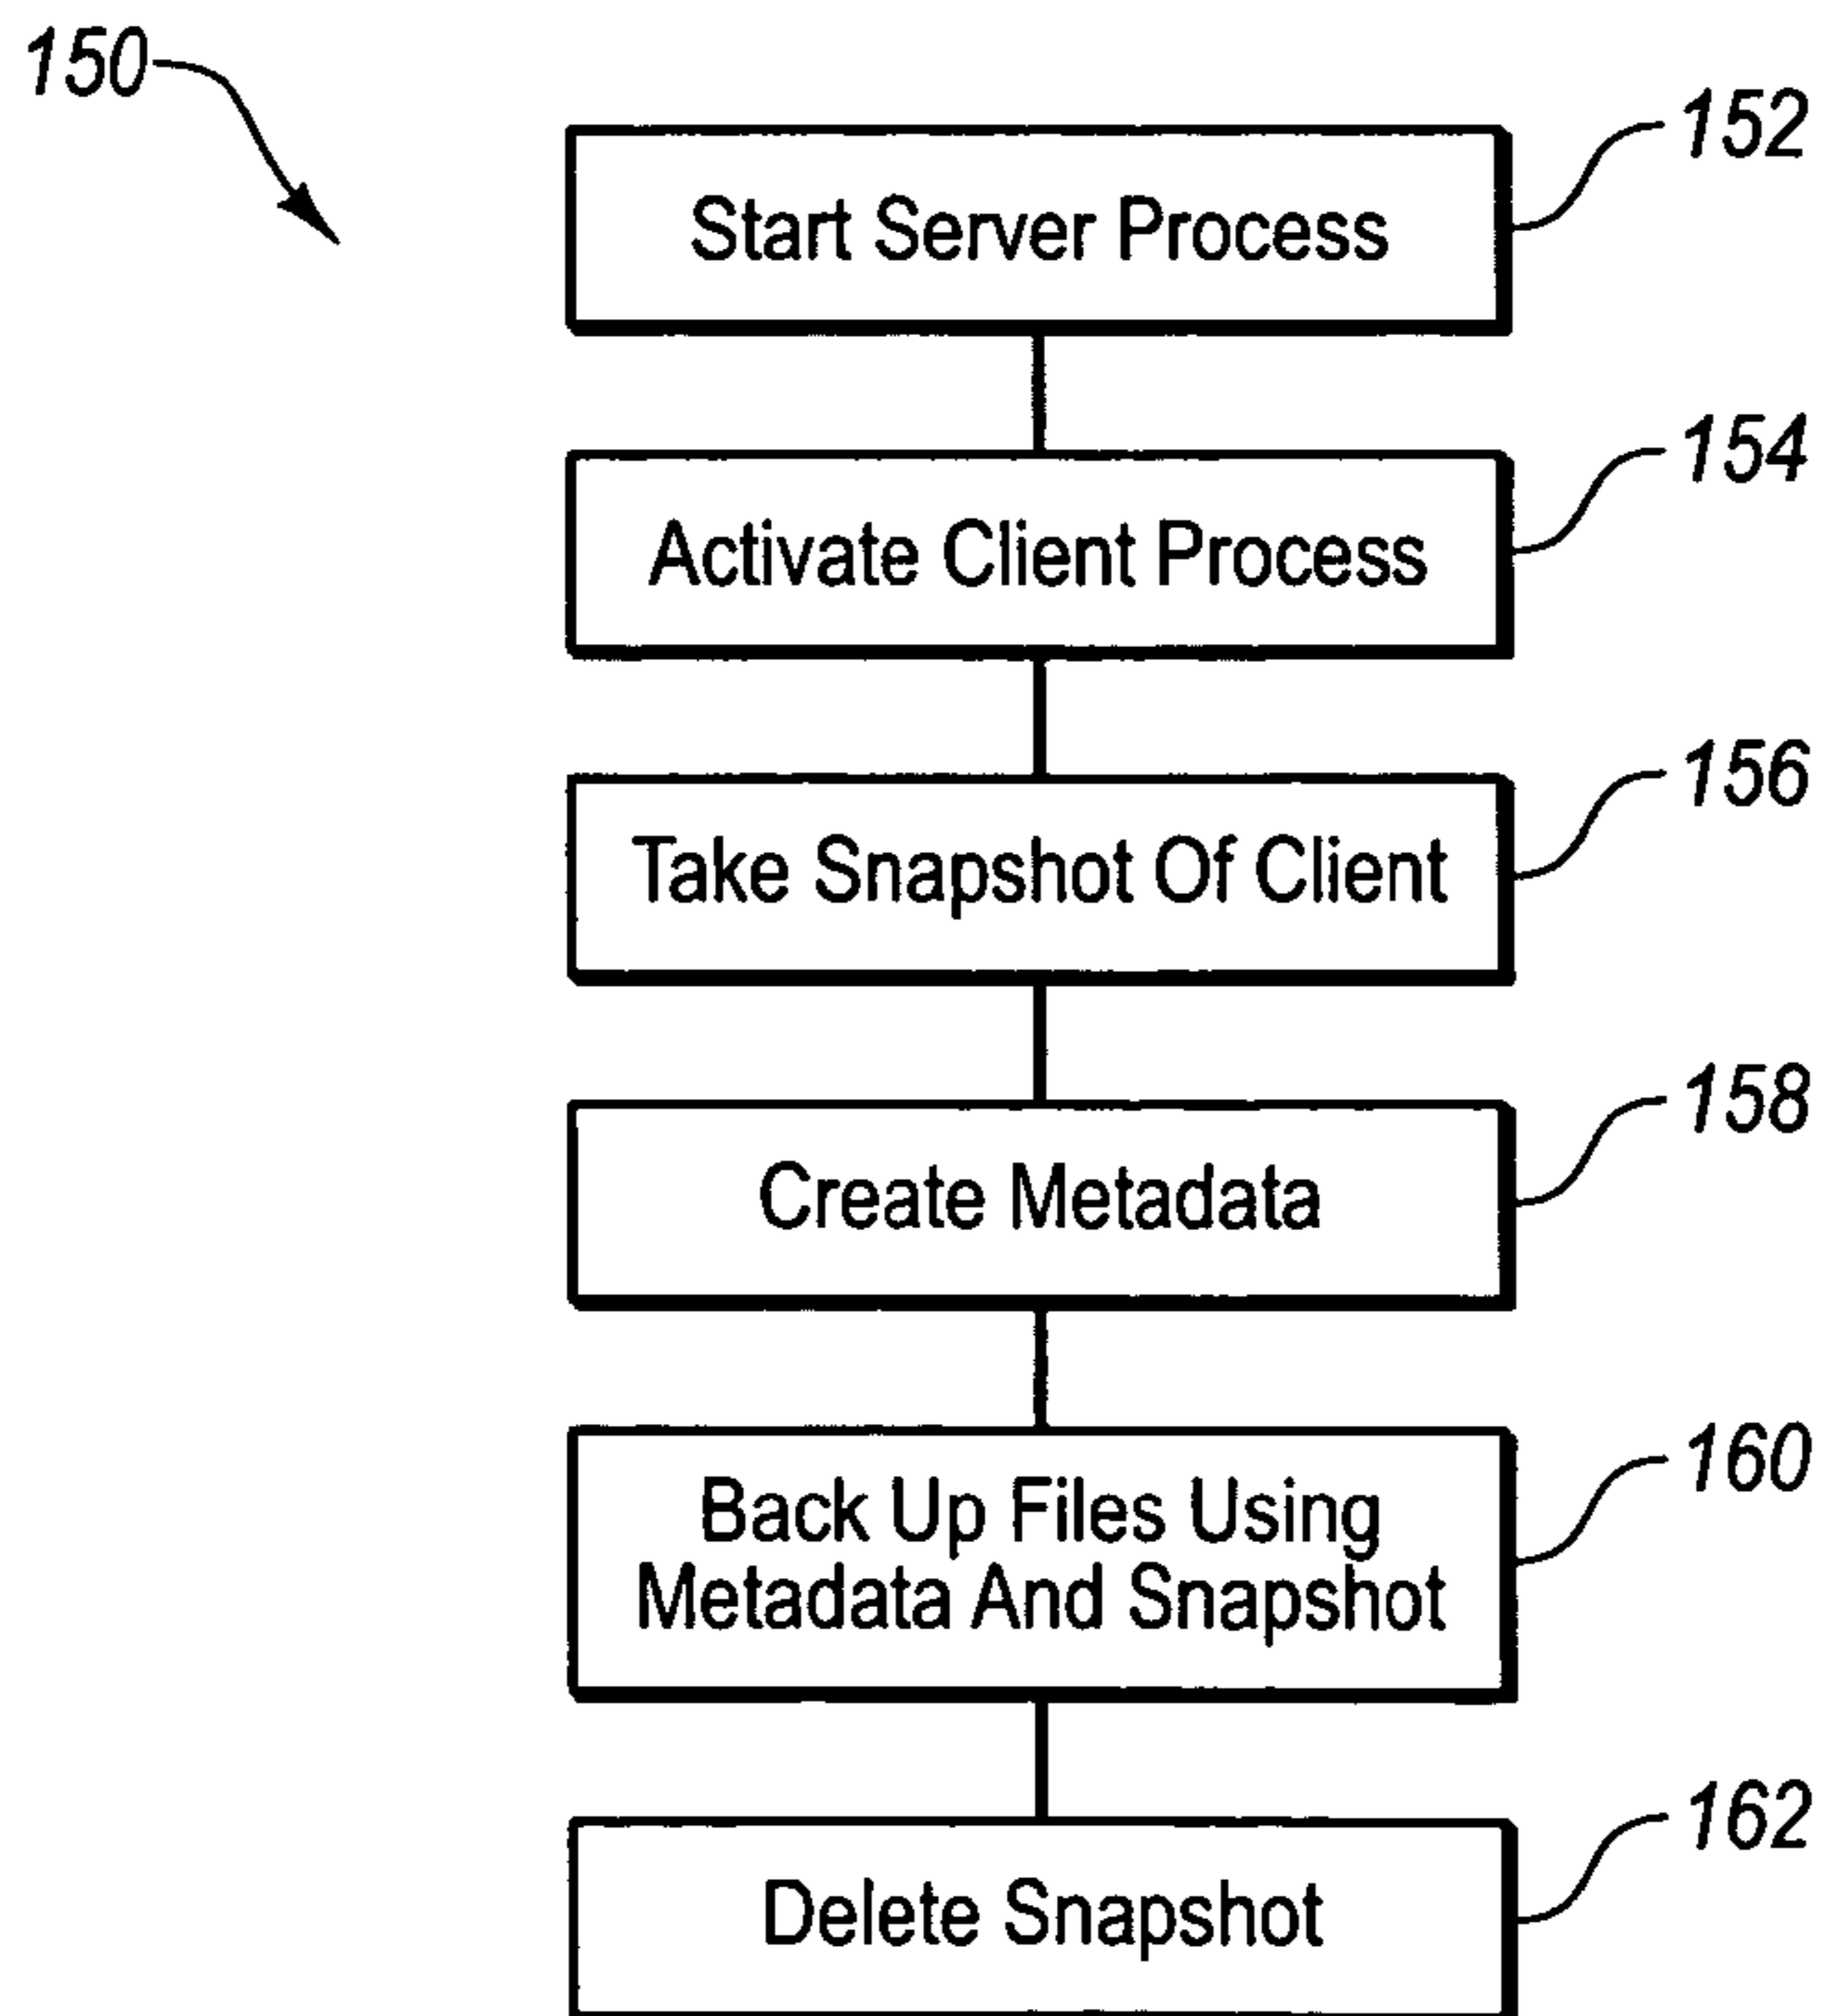 150
152
Start Server Process
154
Activate Client Process
156
Take Snapshot Of Client
158
Create Metadata
160
Back Up Files Using
Metadata And Snapshot
162
Delete Snapshot